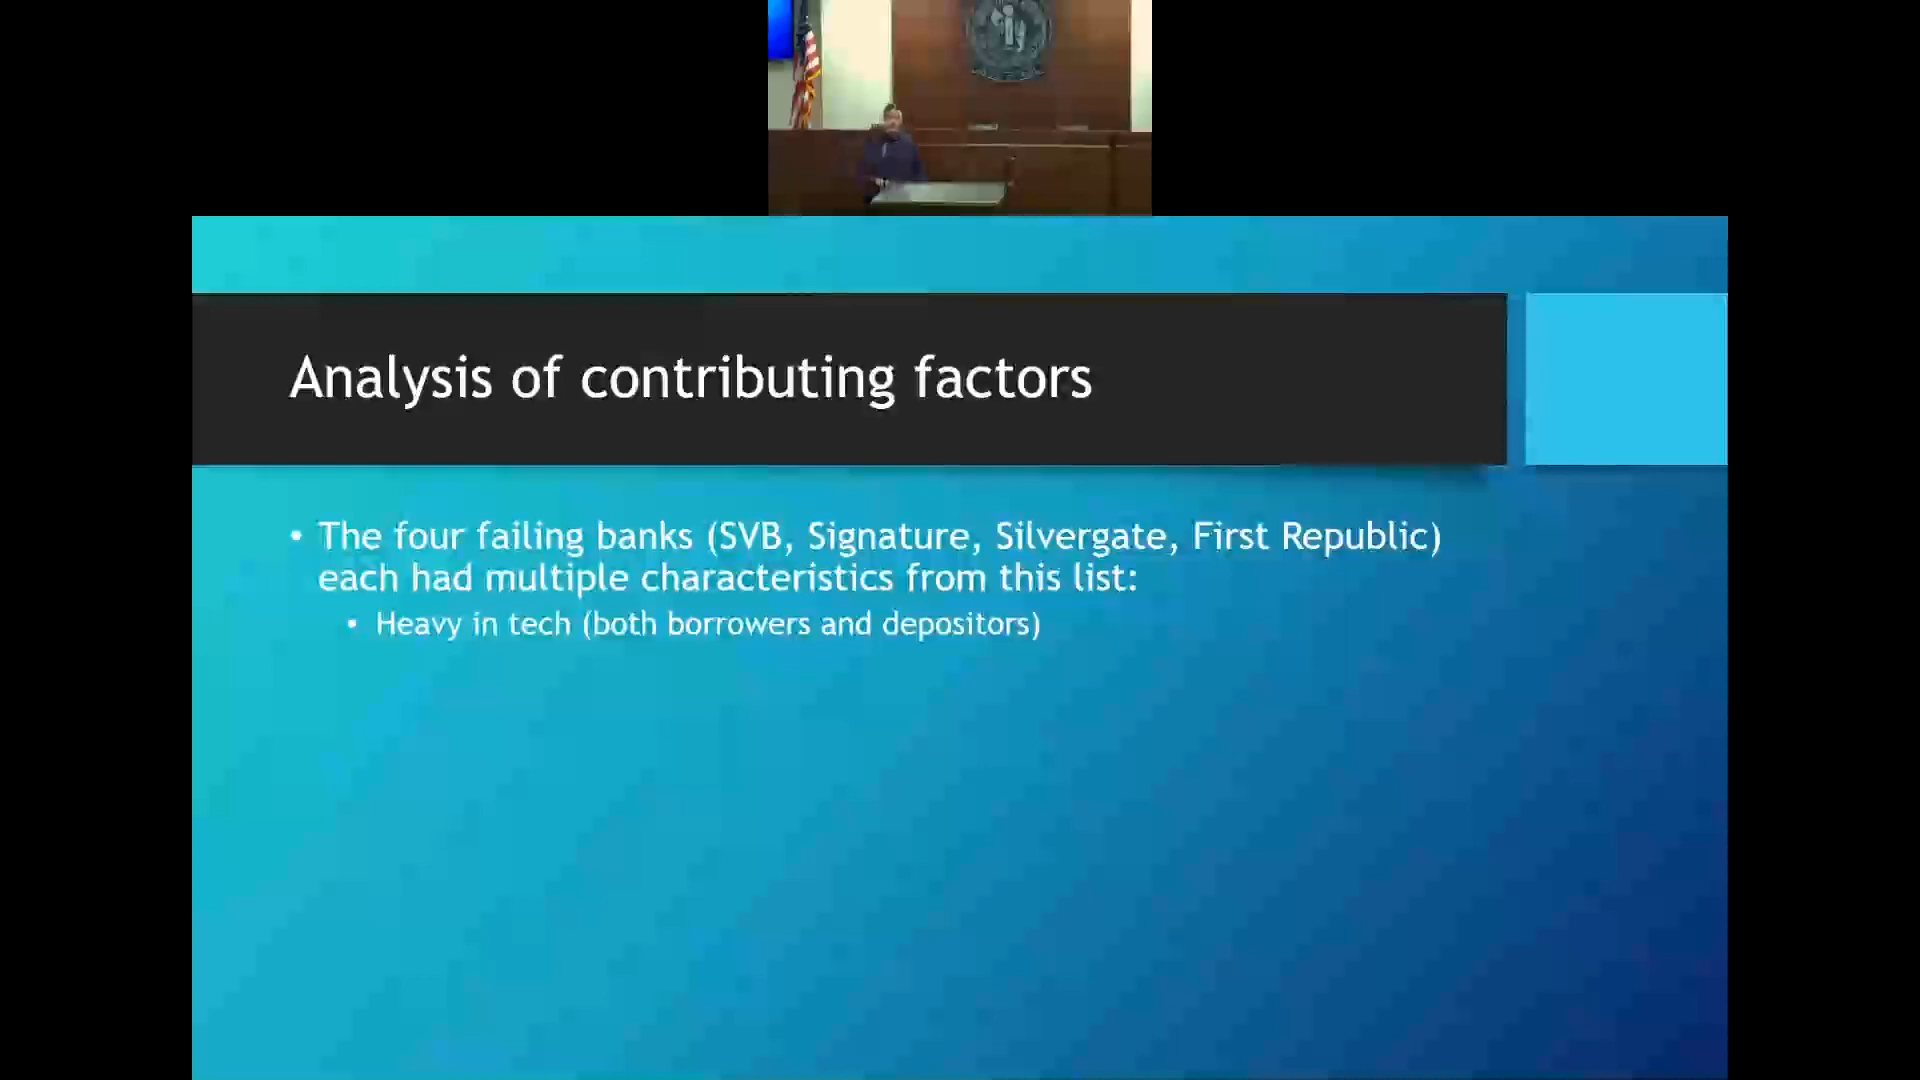 Analysis of contributing factors
• The four failing banks (SVB, Signature, Silvergate, First Republic)
each had multiple characteristics from this list:
• Heavy in tech (both borrowers and depositors)